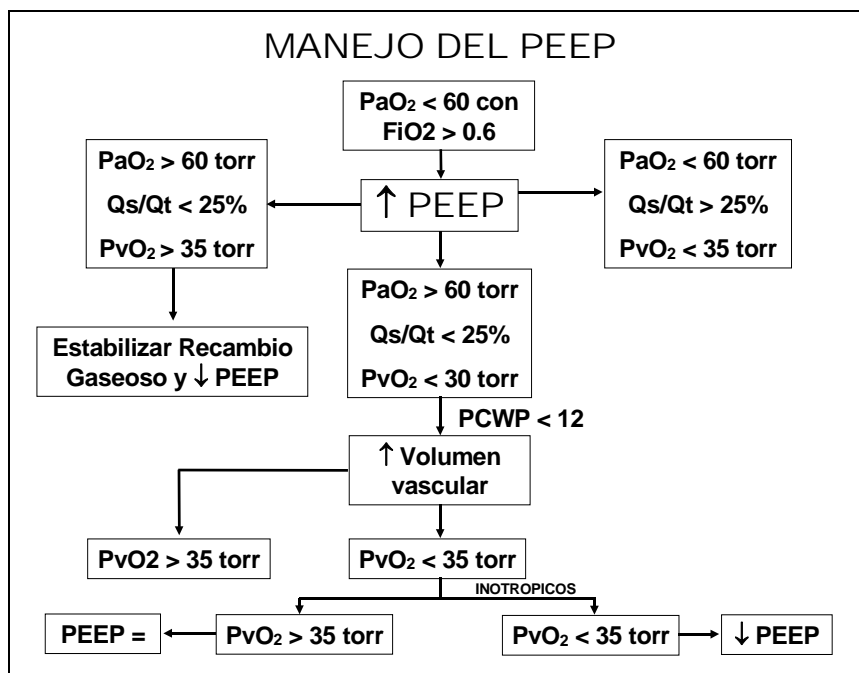 MANEJO DEL PEEP
PaO₂ < 60 con
FiO2 > 0.6
PaO₂ > 60 torr
Qs/Qt < 25%
PvO₂ > 35 torr
↑ PEEP
PaO₂ < 60 torr
Qs/Qt > 25%
PvO₂ < 35 torr
PaO₂ > 60 torr
Qs/Qt < 25%
PvO₂ < 30 torr
Estabilizar Recambio
Gaseoso y ↓ PEEP
PCWP < 12
↑ Volumen
vascular
PvO2 > 35 torr
PvO₂ < 35 torr
INOTROPICOS
PEEP =
PvO₂ > 35 torr
PvO₂ < 35 torr
↓ PEEP